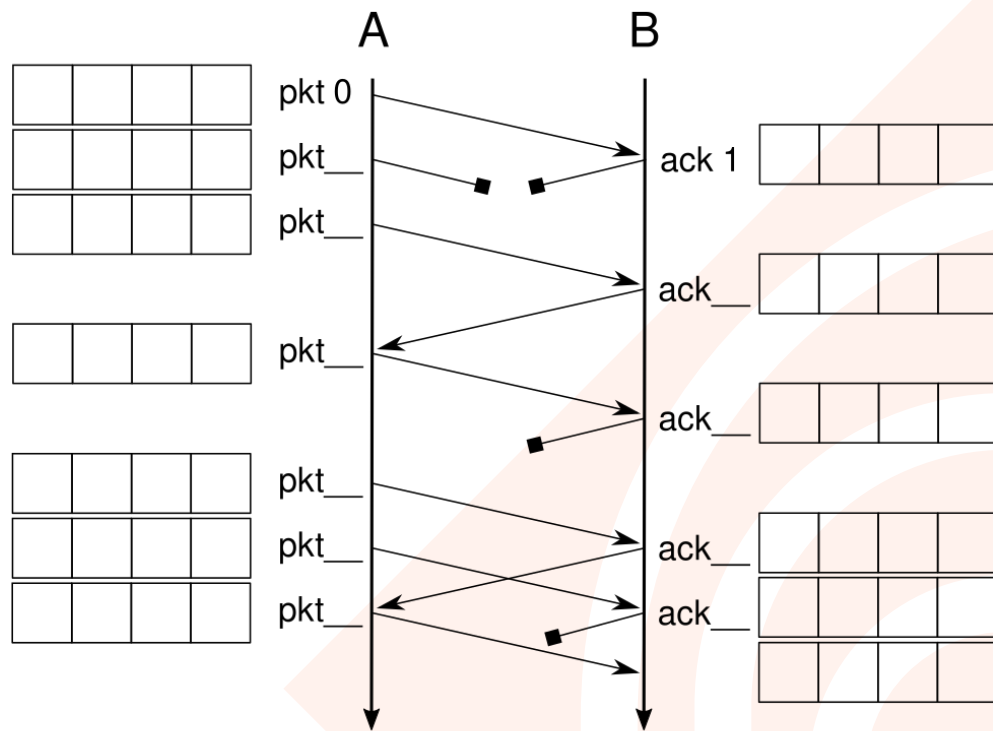 A B
pkt 0
pkt__ ack 1
pkt__
ack__
pkt__
ack__
pkt__
pkt__ ack__
pkt__ ack__